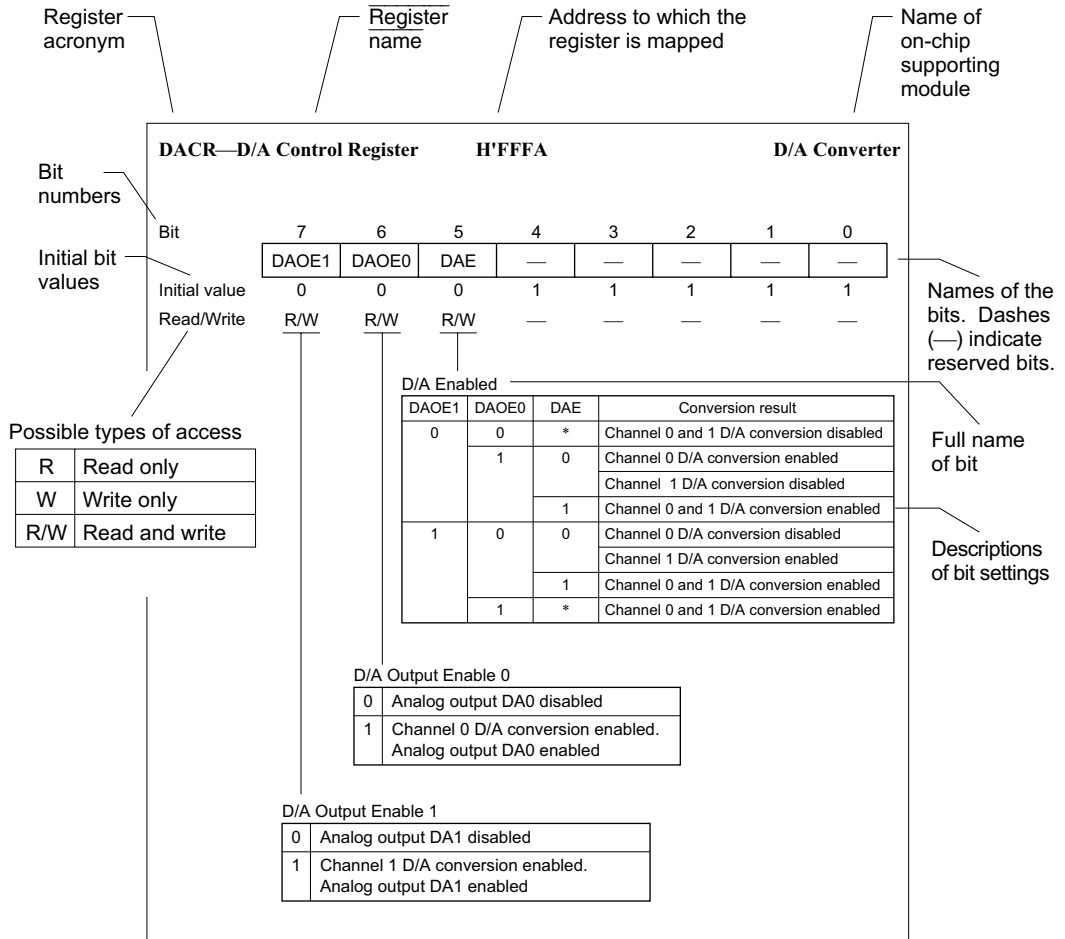 Register
acronym
Register
name
Address to which the
register is mapped
Name of
on-chip
supporting
module
DACR—D/A Control Register H'FFFA D/A Converter
Bit
numbers
Bit 7 6 5 4 3 2 1 0
Initial bit
values
DAOE1 DAOE0 DAE — — — — —
Initial value 0 0 0 1 1 1 1 1
Read/Write R/W R/W R/W — — — — —
Names of the
bits. Dashes
(—) indicate
reserved bits.
Possible types of access
R Read only
W Write only
R/W Read and write
D/A Enabled
DAOE1 DAOE0 DAE Conversion result
0 0 * Channel 0 and 1 D/A conversion disabled
1 0 Channel 0 D/A conversion enabled
Channel 1 D/A conversion disabled
1 Channel 0 and 1 D/A conversion enabled
1 0 0 Channel 0 D/A conversion disabled
Channel 1 D/A conversion enabled
1 Channel 0 and 1 D/A conversion enabled
1 * Channel 0 and 1 D/A conversion enabled
Full name
of bit
Descriptions
of bit settings
D/A Output Enable 0
0 Analog output DA0 disabled
1 Channel 0 D/A conversion enabled.
Analog output DA0 enabled
D/A Output Enable 1
0 Analog output DA1 disabled
1 Channel 1 D/A conversion enabled.
Analog output DA1 enabled